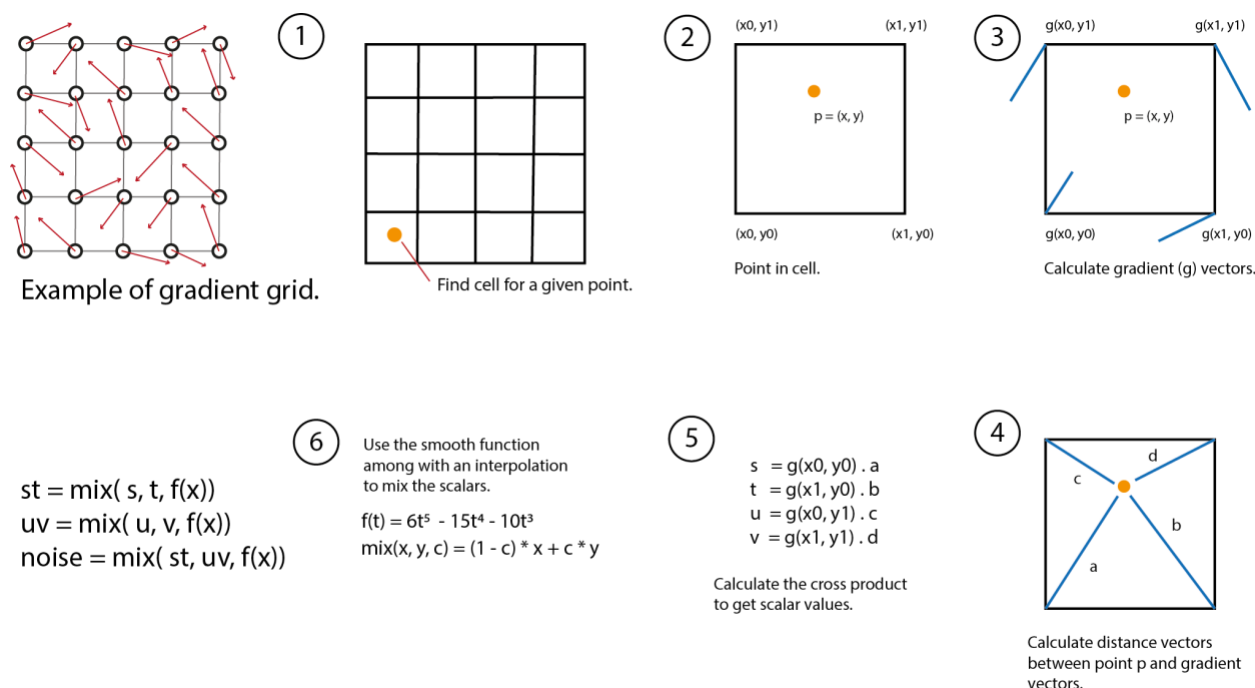 Example of gradient grid.
1
Find cell for a given point.
2
(x0, y1)
(x1, y1)
p = (x, y)
(x0, y0)
(x1, y0)
Point in cell.
3
g(x0, y1)
g(x1, y1)
p = (x, y)
g(x0, y0)
g(x1, y0)
Calculate gradient (g) vectors.
4
c
d
a
b
Calculate distance vectors
between point p and gradient
vectors.
5
s = g(x0, y0) . a
t = g(x1, y0) . b
u = g(x0, y1) . c
v = g(x1, y1) . d
Calculate the cross product
to get scalar values.
6
Use the smooth function
among with an interpolation
to mix the scalars.
f(t) = 6t⁵ - 15t⁴ - 10t³
mix(x, y, c) = (1 - c) * x + c * y
st = mix( s, t, f(x))
uv = mix( u, v, f(x))
noise = mix( st, uv, f(x))